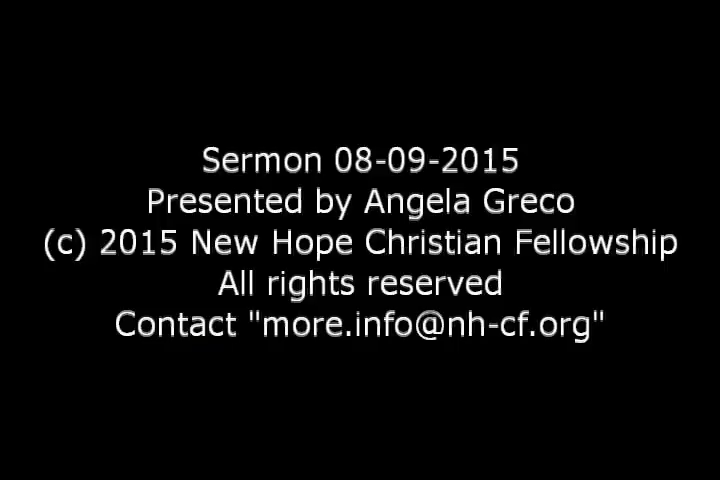 Sermon 08-09-2015
Presented by Angela Greco
(c) 2015 New Hope Christian Fellowship
All rights reserved
Contact "more.info@nh-cf.org"